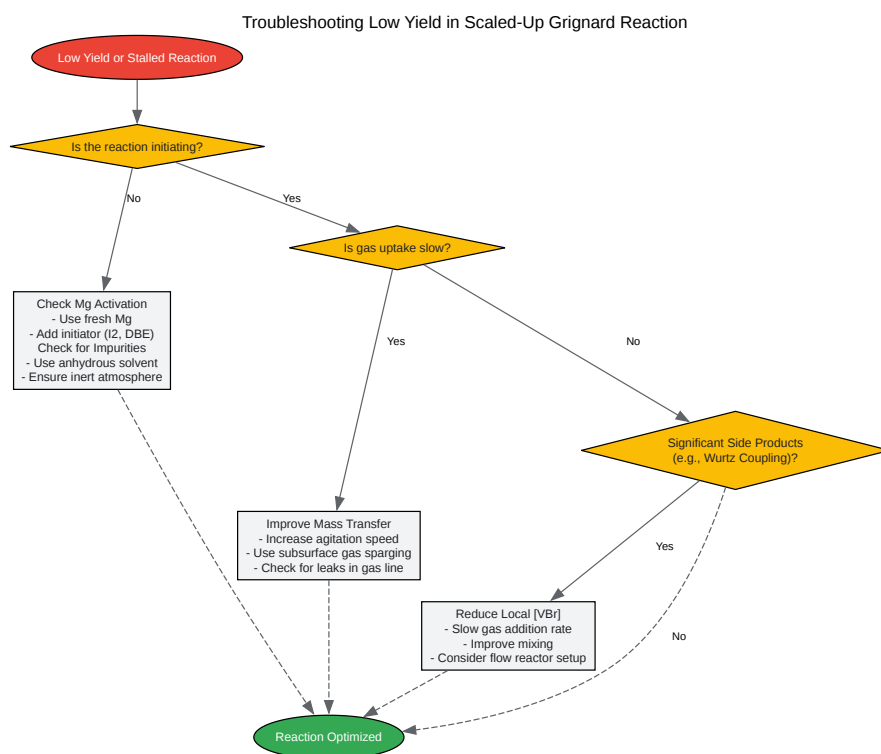 Troubleshooting Low Yield in Scaled-Up Grignard Reaction
Low Yield or Stalled Reaction
Is the reaction initiating?
No
Yes
Is gas uptake slow?
Check Mg Activation
- Use fresh Mg
- Add initiator (I2, DBE)
Check for Impurities
- Use anhydrous solvent
- Ensure inert atmosphere
Yes
No
Significant Side Products
(e.g., Wurtz Coupling)?
Improve Mass Transfer
- Increase agitation speed
- Use subsurface gas sparging
- Check for leaks in gas line
Yes
Reduce Local [VBr]
- Slow gas addition rate
- Improve mixing
- Consider flow reactor setup
No
Reaction Optimized